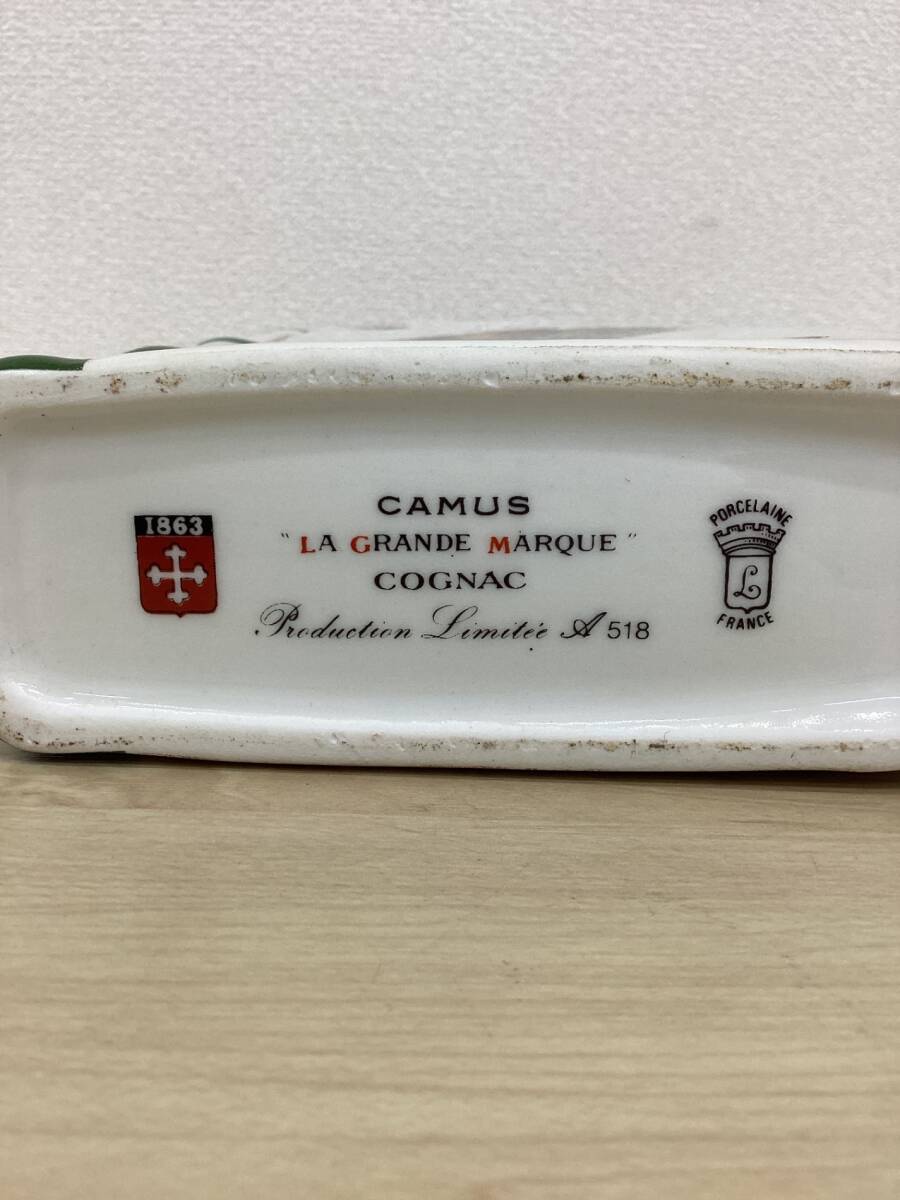 1863
CAMUS
"LA GRANDE MARQUE"
COGNAC
Production Limitée A 518
PORCELAINE
L
FRANCE